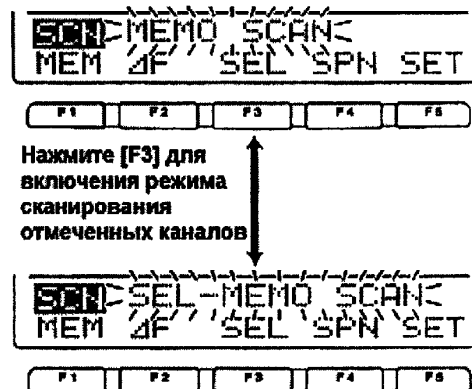 SCN MEMO SCAN
MEM ΔF SEL SPN SET
F1 F2 F3 F4 F5
Нажмите [F3] для
включения режима
сканирования
отмеченных каналов
SCN SEL-MEMO SCAN
MEM ΔF SEL SPN SET
F1 F2 F3 F4 F5